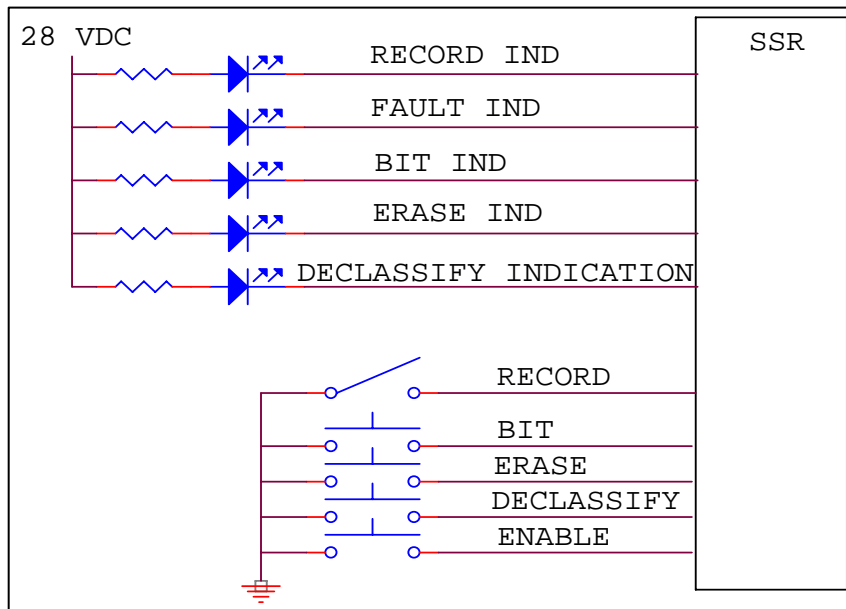 28 VDC
SSR
RECORD IND
FAULT IND
BIT IND
ERASE IND
DECLASSIFY INDICATION
RECORD
BIT
ERASE
DECLASSIFY
ENABLE